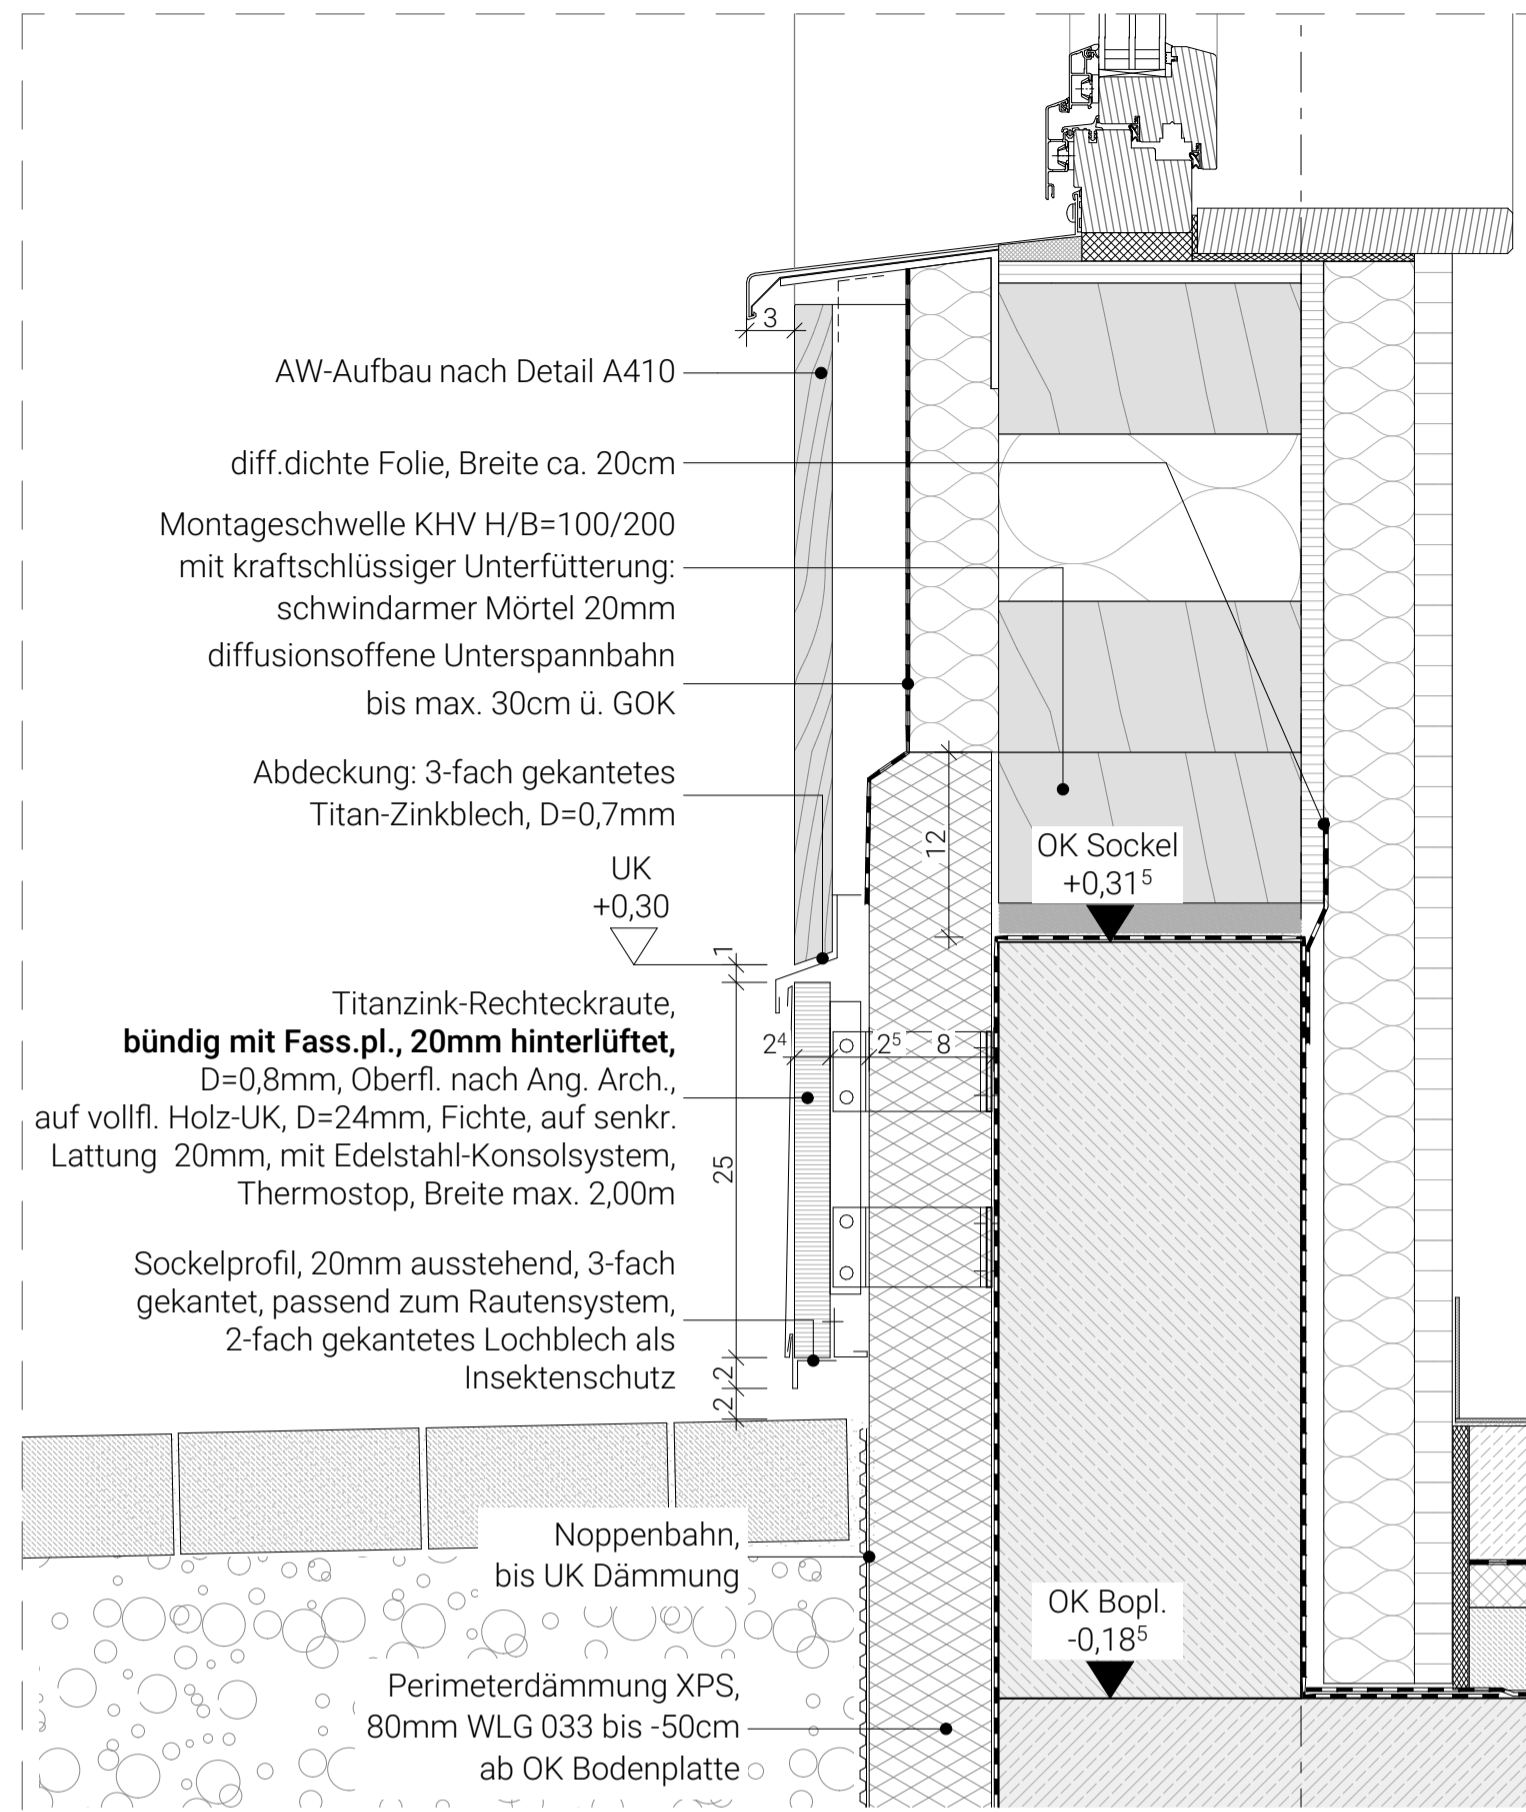 3
AW-Aufbau nach Detail A410
diff.dichte Folie, Breite ca. 20cm
Montageschwelle KHV H/B=100/200
mit kraftschlüssiger Unterfütterung:
schwindarmer Mörtel 20mm
diffusionsoffene Unterspannbahn
bis max. 30cm ü. GOK
Abdeckung: 3-fach gekantetes
Titan-Zinkblech, D=0,7mm
12
OK Sockel
+0,31⁵
UK
+0,30
1
Titanzink-Rechteckraute,
bündig mit Fass.pl., 20mm hinterlüftet,
D=0,8mm, Oberfl. nach Ang. Arch.,
auf vollfl. Holz-UK, D=24mm, Fichte, auf senkr.
Lattung 20mm, mit Edelstahl-Konsolsystem,
Thermostop, Breite max. 2,00m
2⁴ 2⁵ 8
25
Sockelprofil, 20mm ausstehend, 3-fach
gekantet, passend zum Rautensystem,
2-fach gekantetes Lochblech als
Insektenschutz
2
2
Noppenbahn,
bis UK Dämmung
OK Bopl.
-0,18⁵
Perimeterdämmung XPS,
80mm WLG 033 bis -50cm
ab OK Bodenplatte